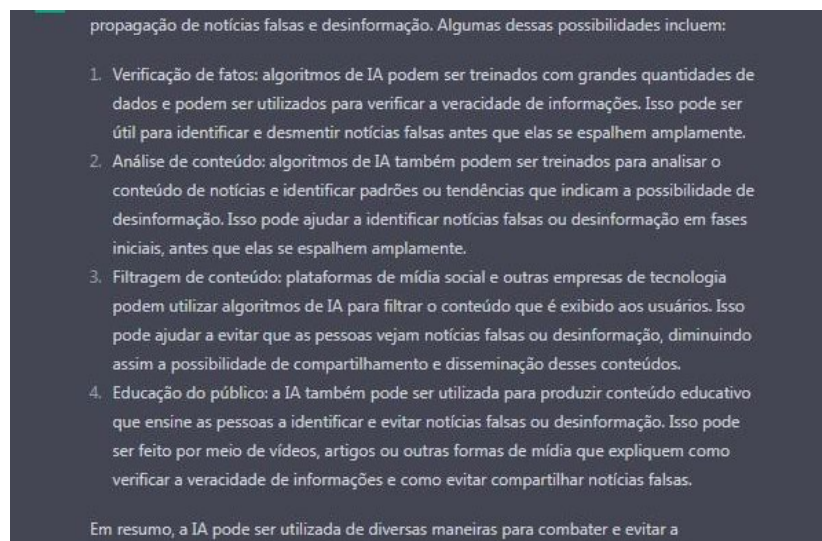 propagação de notícias falsas e desinformação. Algumas dessas possibilidades incluem:
1. Verificação de fatos: algoritmos de IA podem ser treinados com grandes quantidades de
dados e podem ser utilizados para verificar a veracidade de informações. Isso pode ser
útil para identificar e desmentir notícias falsas antes que elas se espalhem amplamente.
2. Análise de conteúdo: algoritmos de IA também podem ser treinados para analisar o
conteúdo de notícias e identificar padrões ou tendências que indicam a possibilidade de
desinformação. Isso pode ajudar a identificar notícias falsas ou desinformação em fases
iniciais, antes que elas se espalhem amplamente.
3. Filtragem de conteúdo: plataformas de mídia social e outras empresas de tecnologia
podem utilizar algoritmos de IA para filtrar o conteúdo que é exibido aos usuários. Isso
pode ajudar a evitar que as pessoas vejam notícias falsas ou desinformação, diminuindo
assim a possibilidade de compartilhamento e disseminação desses conteúdos.
4. Educação do público: a IA também pode ser utilizada para produzir conteúdo educativo
que ensine as pessoas a identificar e evitar notícias falsas ou desinformação. Isso pode
ser feito por meio de vídeos, artigos ou outras formas de mídia que expliquem como
verificar a veracidade de informações e como evitar compartilhar notícias falsas.
Em resumo, a IA pode ser utilizada de diversas maneiras para combater e evitar a